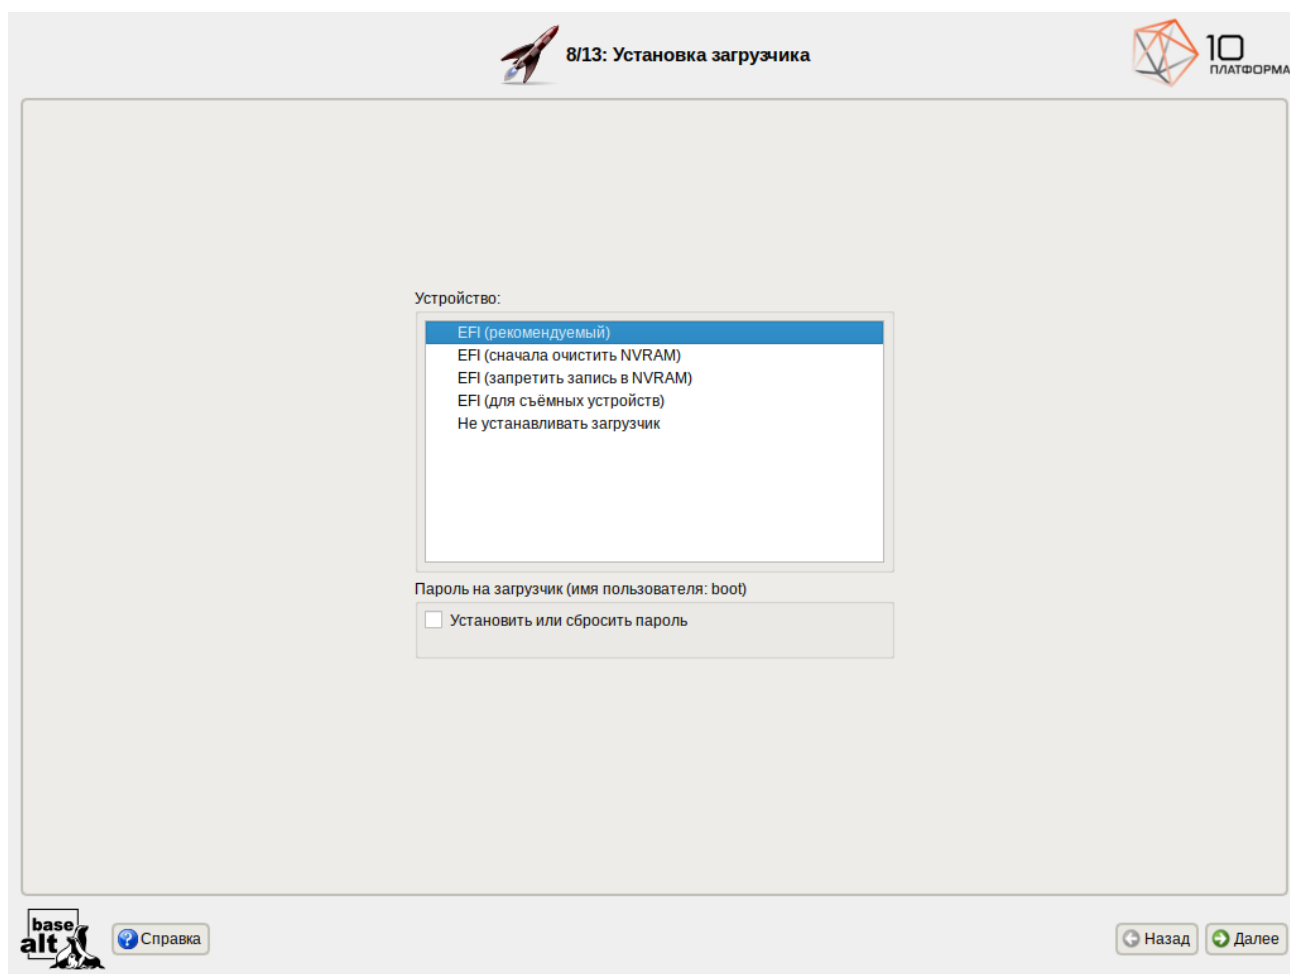 8/13: Установка загрузчика
10
ПЛАТФОРМА
Устройство:
EFI (рекомендуемый)
EFI (сначала очистить NVRAM)
EFI (запретить запись в NVRAM)
EFI (для съёмных устройств)
Не устанавливать загрузчик
Пароль на загрузчик (имя пользователя: boot)
Установить или сбросить пароль
base
alt
Справка
Назад
Далее